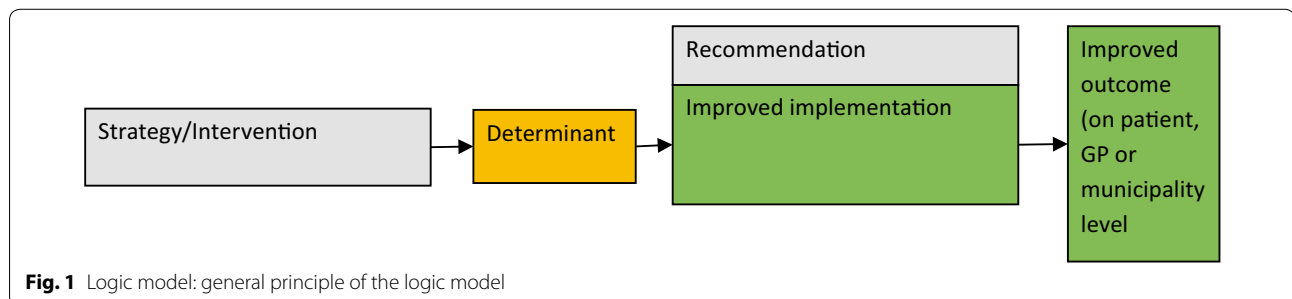 Strategy/Intervention
Determinant
Recommendation
Improved implementation
Improved
outcome
(on patient,
GP or
municipality
level
Fig. 1 Logic model: general principle of the logic model